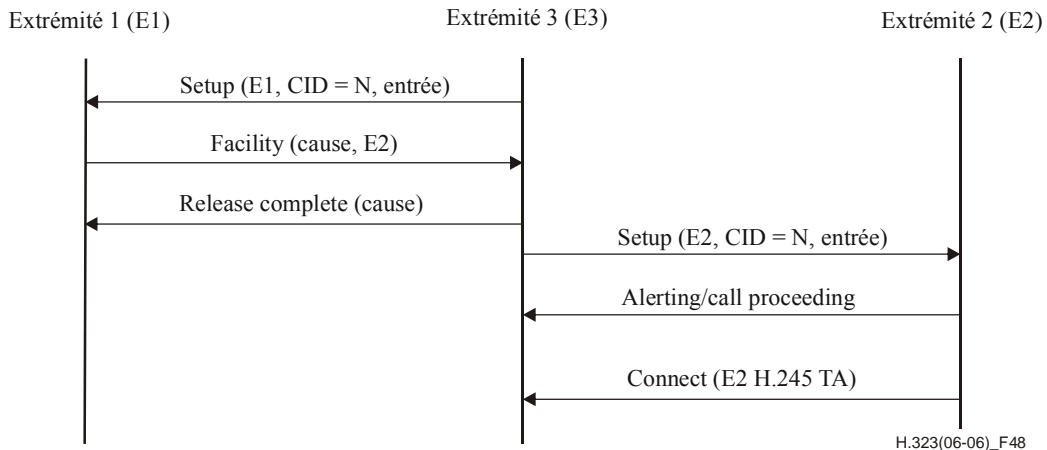 Extrémité 1 (E1)
Extrémité 3 (E3)
Extrémité 2 (E2)
Setup (E1, CID = N, entrée)
Facility (cause, E2)
Release complete (cause)
Setup (E2, CID = N, entrée)
Alerting/call proceeding
Connect (E2 H.245 TA)
H.323(06-06)_F48